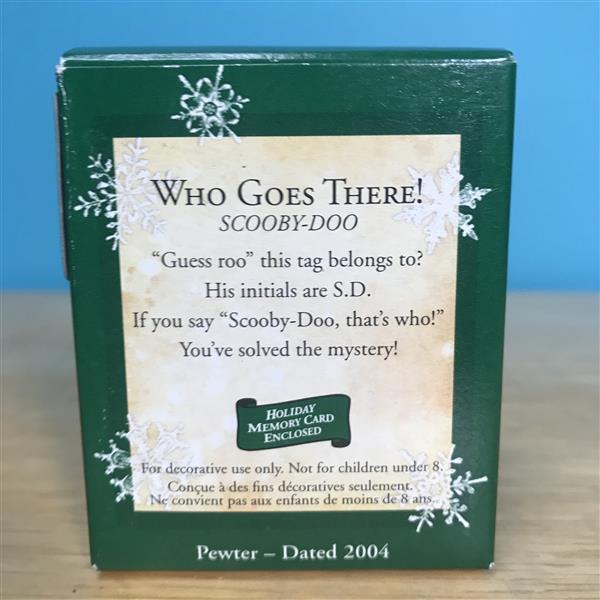 WHO GOES THERE!
SCOOBY-DOO
“Guess roo” this tag belongs to?
His initials are S.D.
If you say “Scooby-Doo, that’s who!”
You’ve solved the mystery!
HOLIDAY
MEMORY CARD
ENCLOSED
For decorative use only. Not for children under 8.
Conçue à des fins décoratives seulement.
Ne convient pas aux enfants de moins de 8 ans.
Pewter – Dated 2004